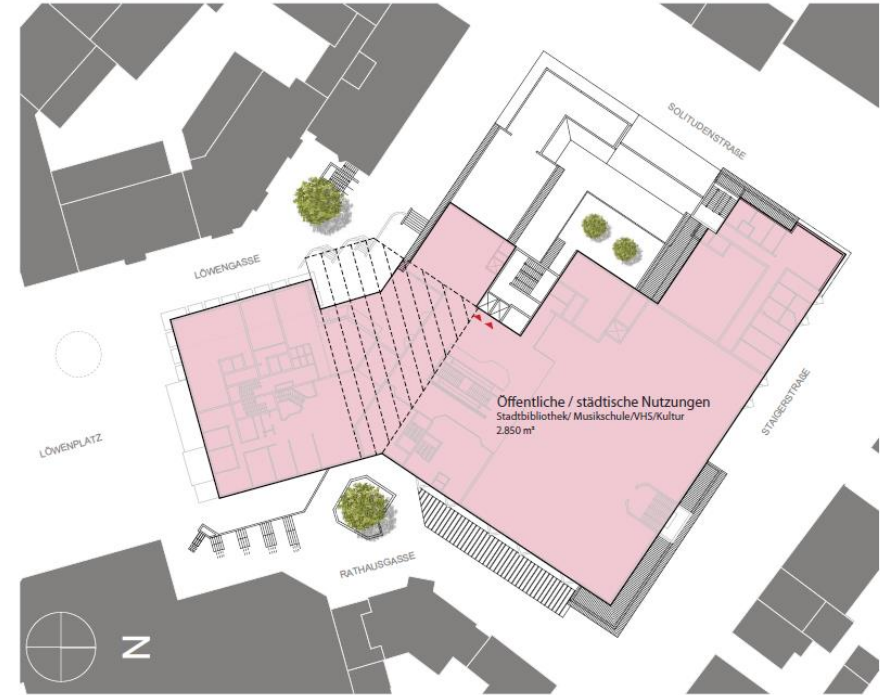 SOLITUDENSTRAßE
LÖWENGASSE
Öffentliche / städtische Nutzungen
Stadtbibliothek/ Musikschule/VHS/Kultur
2.850 m²
STAIGERSTRAßE
LÖWENPLATZ
RATHAUSGASSE
N